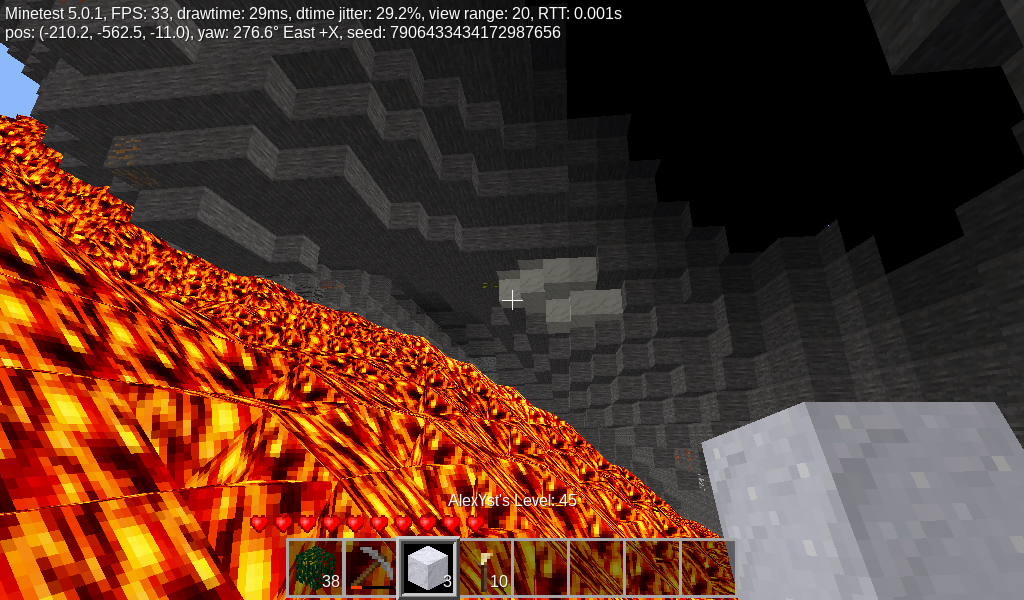 Minetest 5.0.1, FPS: 33, drawtime: 29ms, dtime jitter: 29.2%, view range: 20, RTT: 0.001s
pos: (-210.2, -562.5, -11.0), yaw: 276.6° East +X, seed: 7906433434172987656
AlexYst's Level: 45
38 3 10